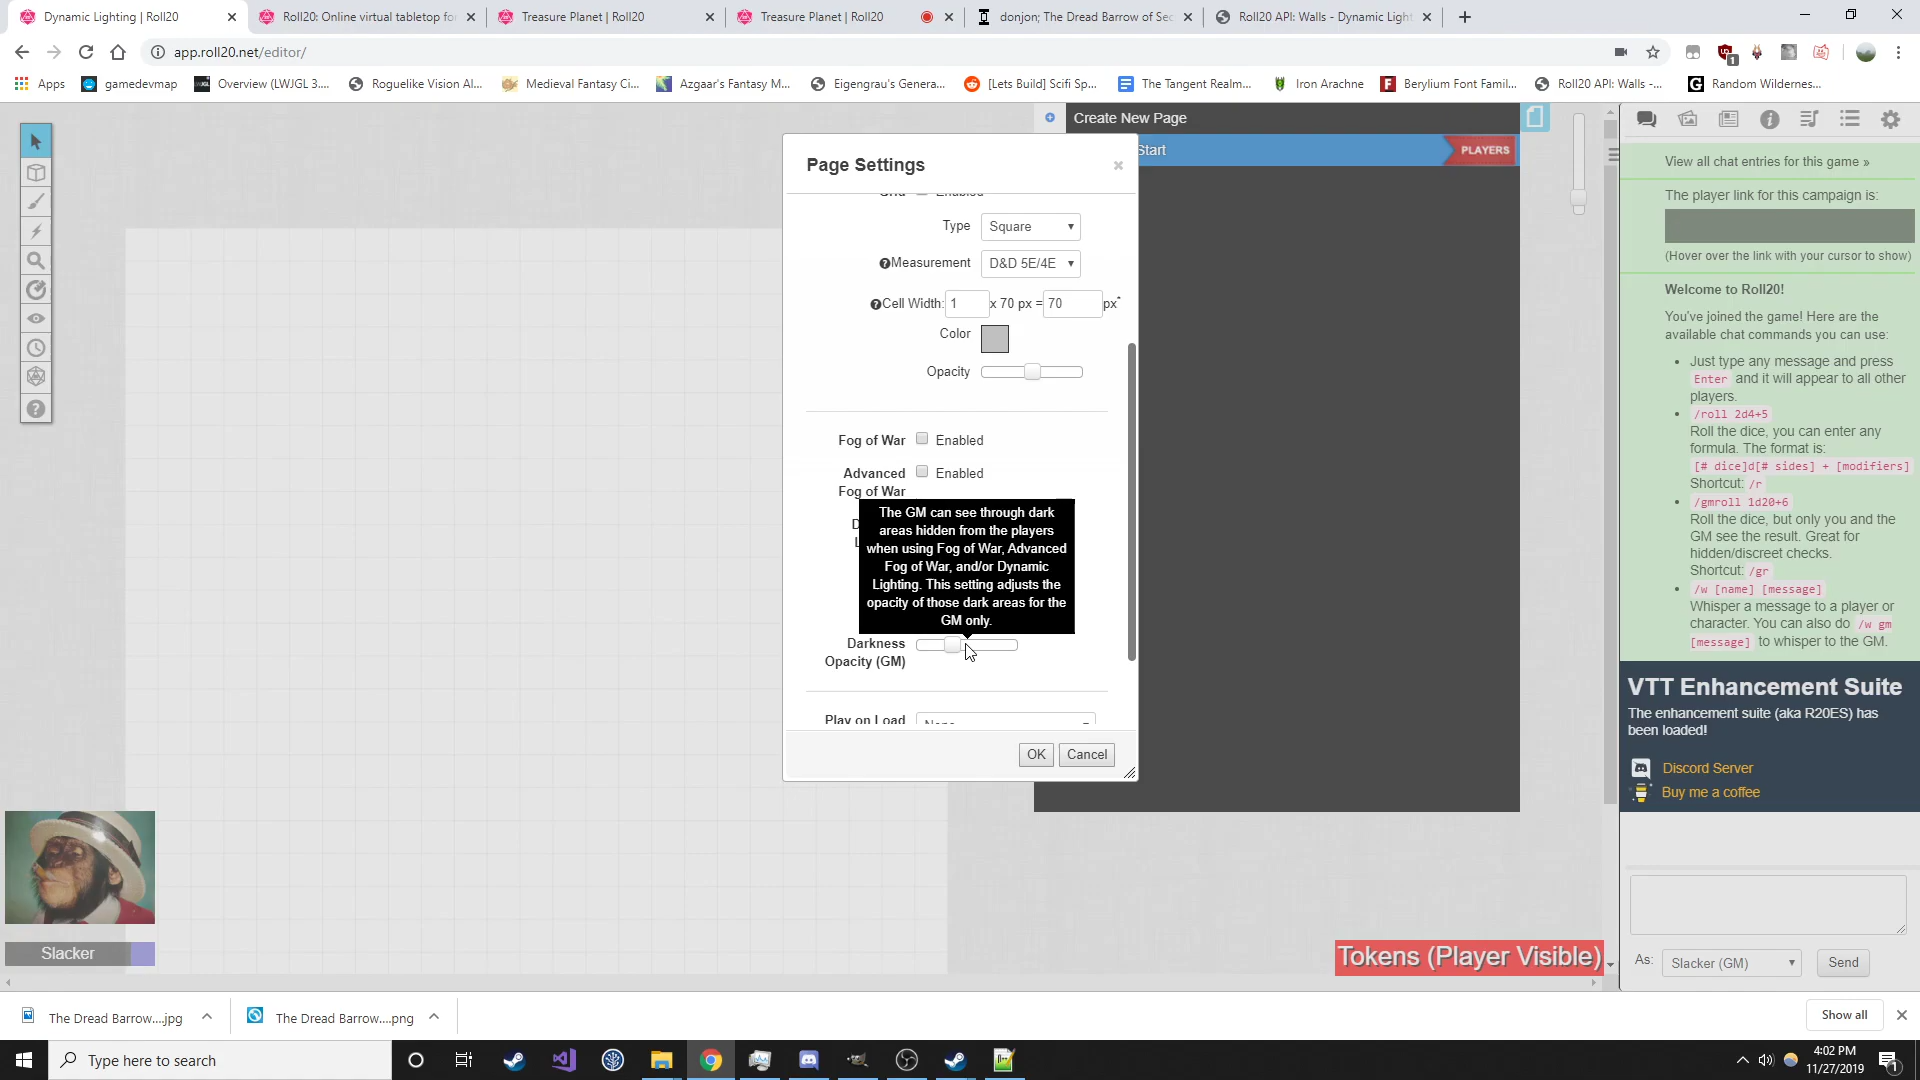 Dynamic Lighting | Roll20
Roll20: Online virtual tabletop fo
Treasure Planet | Roll20
Treasure Planet | Roll20
donjon; The Dread Barrow of Sec
Roll20 API: Walls - Dynamic Light
app.roll20.net/editor/
Apps
gamedevmap
Overview (LWJGL 3....
Roguelike Vision Al...
Medieval Fantasy Ci...
Azgaar's Fantasy M...
Eigengrau's Genera...
[Lets Build] Scifi Sp...
The Tangent Realm...
Iron Arachne
Berylium Font Famil...
Roll20 API: Walls -...
Random Wildernes...
Create New Page
Start
PLAYERS
Page Settings
Grid Enabled
Type Square
Measurement D&D 5E/4E
Cell Width: 1 x 70 px = 70 px*
Color
Opacity
Fog of War Enabled
Advanced Enabled
Fog of War
D
L
The GM can see through dark
areas hidden from the players
when using Fog of War, Advanced
Fog of War, and/or Dynamic
Lighting. This setting adjusts the
opacity of those dark areas for the
GM only.
Darkness
Opacity (GM)
Play on Load None
OK Cancel
View all chat entries for this game »
The player link for this campaign is:
(Hover over the link with your cursor to show)
Welcome to Roll20!
You've joined the game! Here are the
available chat commands you can use:
• Just type any message and press
Enter and it will appear to all other
players.
• /roll 2d4+5
Roll the dice, you can enter any
formula. The format is:
[# dice]d[# sides] + [modifiers]
Shortcut: /r
• /gmroll 1d20+6
Roll the dice, but only you and the
GM see the result. Great for
hidden/discreet checks.
Shortcut: /gr
• /w [name] [message]
Whisper a message to a player or
character. You can also do /w gm
[message] to whisper to the GM.
VTT Enhancement Suite
The enhancement suite (aka R20ES) has
been loaded!
Discord Server
Buy me a coffee
Slacker
Tokens (Player Visible)
As: Slacker (GM) Send
The Dread Barrow....jpg
The Dread Barrow....png
Show all
Type here to search
4:02 PM
11/27/2019
1